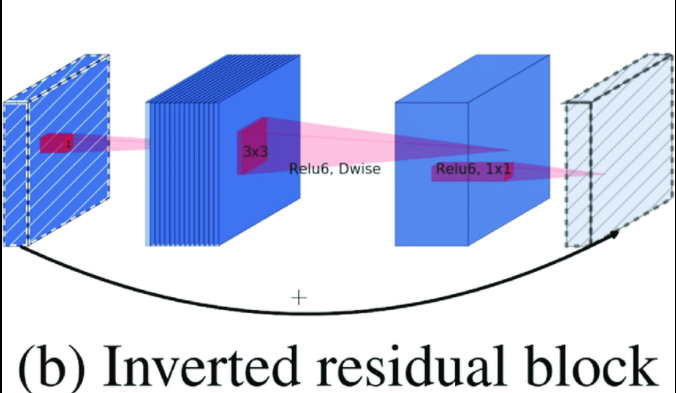 1
3x3
Relu6, Dwise
Relu6, 1x1
+
(b) Inverted residual block